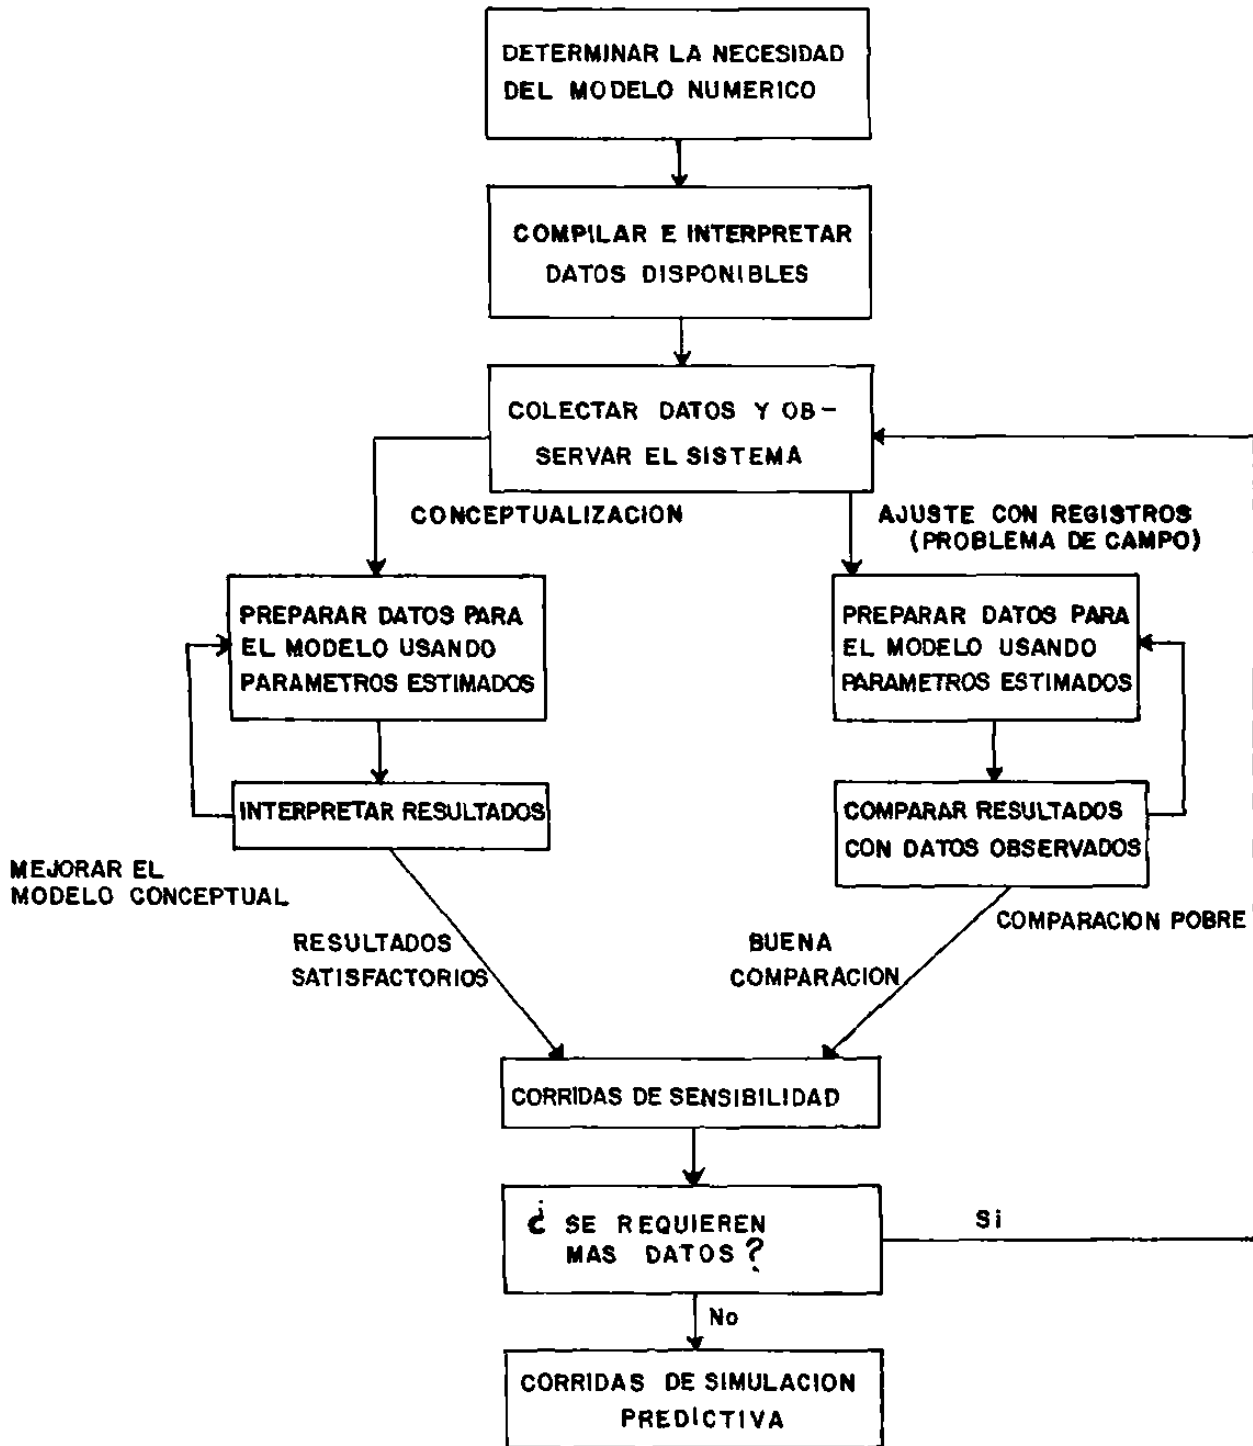 DETERMINAR LA NECESIDAD
DEL MODELO NUMERICO
COMPILAR E INTERPRETAR
DATOS DISPONIBLES
COLECTAR DATOS Y OB-
SERVAR EL SISTEMA
CONCEPTUALIZACION
AJUSTE CON REGISTROS
(PROBLEMA DE CAMPO)
PREPARAR DATOS PARA
EL MODELO USANDO
PARAMETROS ESTIMADOS
PREPARAR DATOS PARA
EL MODELO USANDO
PARAMETROS ESTIMADOS
INTERPRETAR RESULTADOS
COMPARAR RESULTADOS
CON DATOS OBSERVADOS
MEJORAR EL
MODELO CONCEPTUAL
COMPARACION POBRE
RESULTADOS
SATISFACTORIOS
BUENA
COMPARACION
CORRIDAS DE SENSIBILIDAD
¿ SE REQUIEREN
MAS DATOS ?
Si
No
CORRIDAS DE SIMULACION
PREDICTIVA